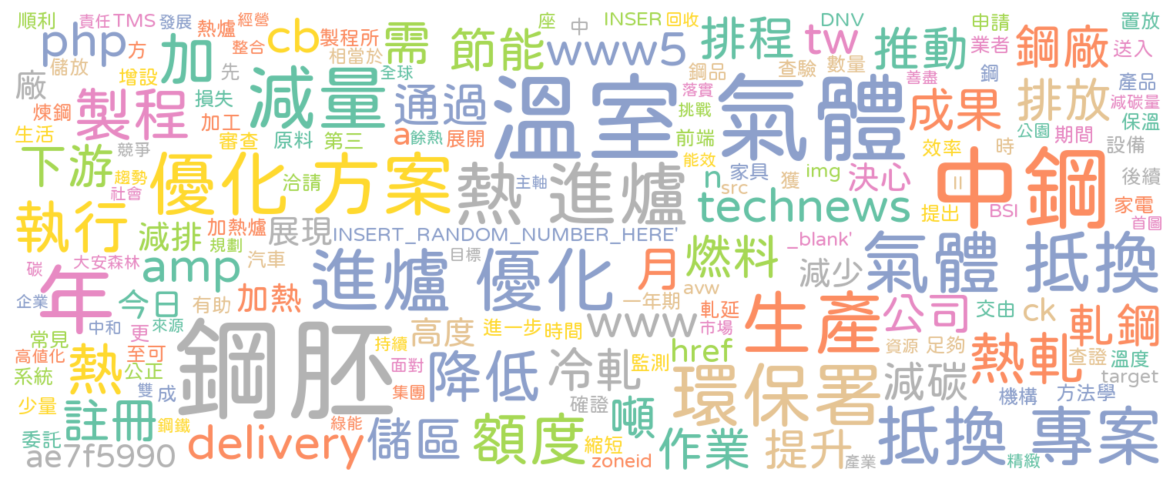 順利 責任 TMS 發展 熱爐 經營 cb 製程所 座 中 INSER 回收 DNV 申請 置放
php 方 整合 相當於 需 節能 www5 排程 tw 數量 推動 業者 鋼廠 送入
儲放 加 先 全球 鋼品 查驗 善盡 鋼 產品
廠 增設 減量 通過 溫室 氣體 落實 成果 排放 減碳量
煉鋼 製程 損失 加工 原料 第三 a 餘熱 展開 挑戰 前端 保溫
生活 審查 公園 期間 設備
下游 競爭 優化 方案 洽請 熱 進爐 主軸 能效 家具 img 獲 效率 時 中鋼 後續
趨勢 社會 n src 決心 提出 II BSI 家電
執行 減排 加熱爐 展現 INSERT_RANDOM_NUMBER_HERE' technews 首圖
規劃 目標 _blank'
碳 大安森林 amp 汽車 進爐 優化 月 燃料 減少 氣體 抵換
企業 年 今日 有助 加熱 一年期 avw
常見 中和 來源 更 鋼胚 高度 進一步 時間 www 軋延 市場 生產 公司 交由 ck 軋鋼
高值化 至可 持續 href 資源 足夠 查證 溫度
系統 熱 公正 面對 降低 冷軋 監測 環保署 減碳 熱軋 target
少量 雙 成 集團 確證 機構 方法學
註冊 鋼鐵 綠能 儲區 額度 噸
委託 delivery 縮短 作業 提升 抵換 專案
ae7f5990 zoneid 產業 精緻